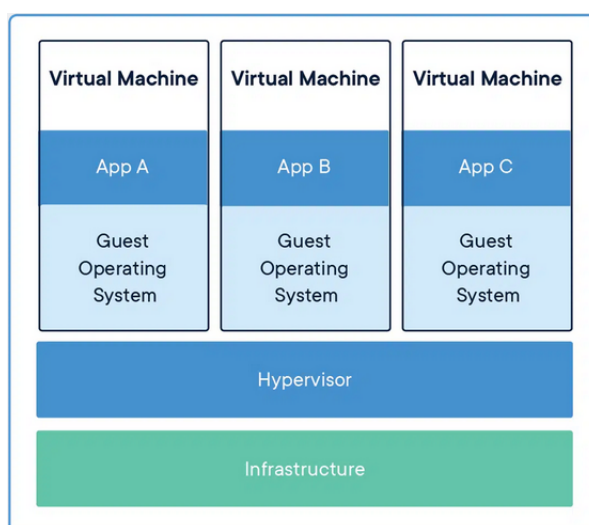 Virtual Machine
App A
Guest
Operating
System
Virtual Machine
App B
Guest
Operating
System
Virtual Machine
App C
Guest
Operating
System
Hypervisor
Infrastructure